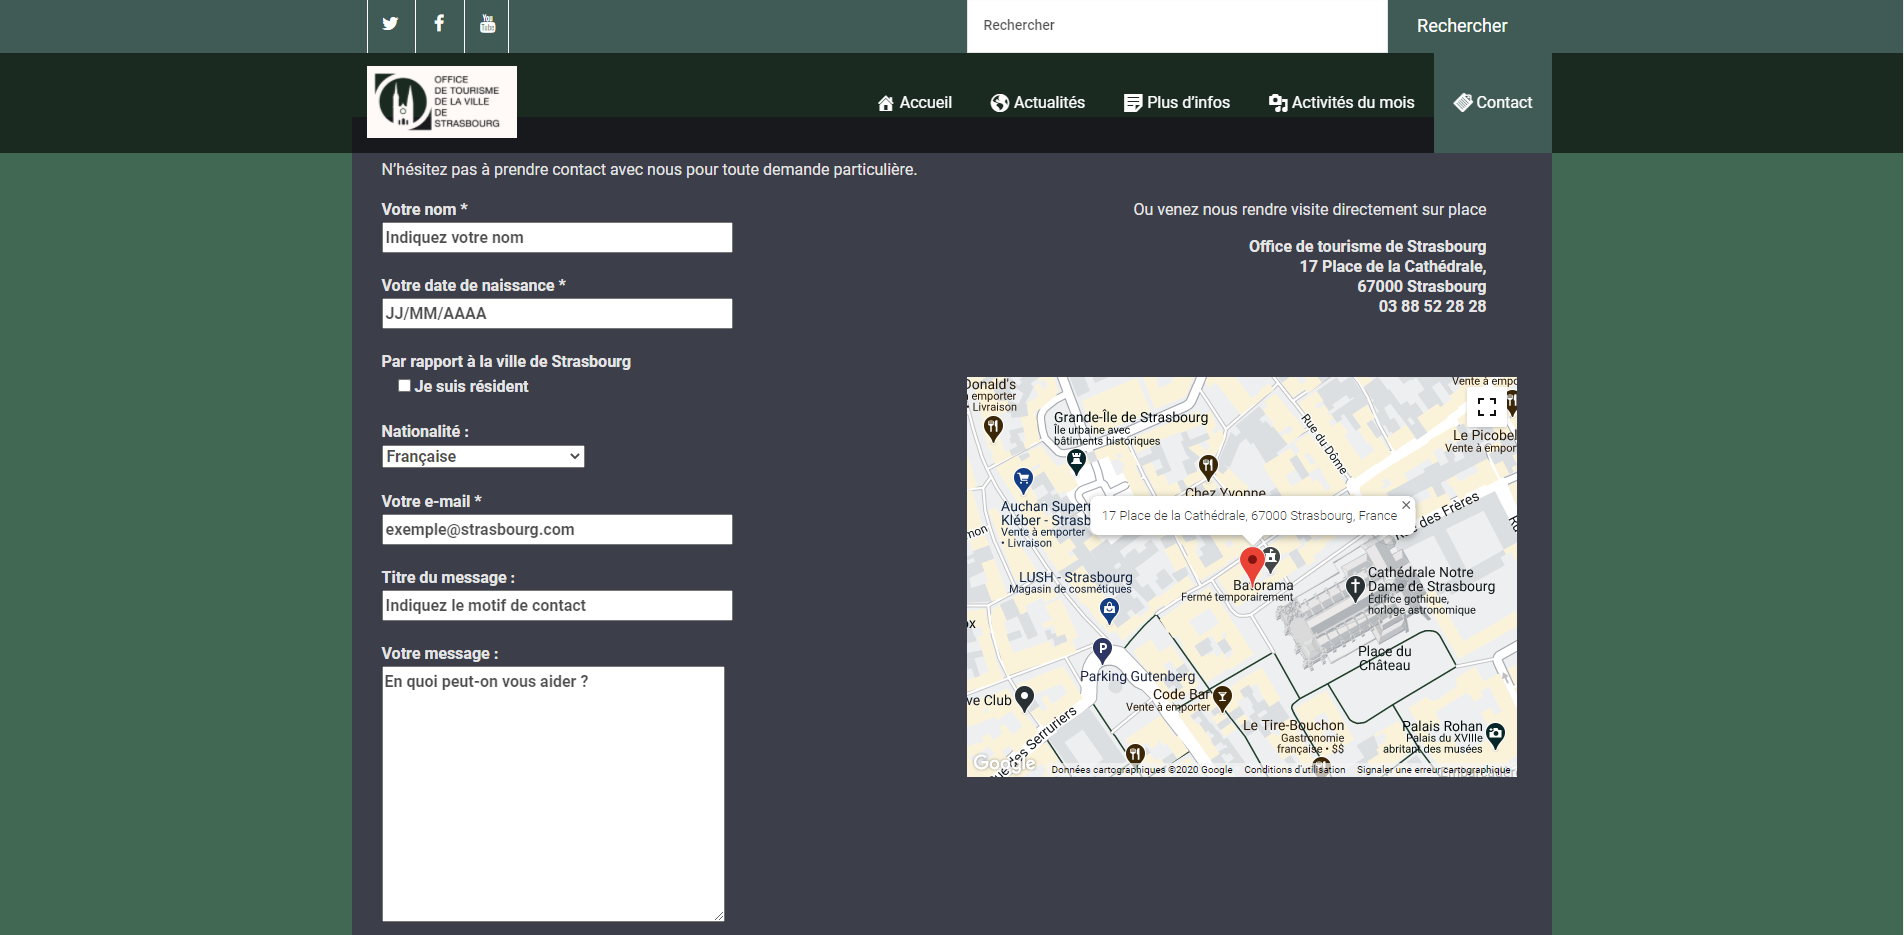 Rechercher
Rechercher
OFFICE
DE TOURISME
DE LA VILLE
DE
STRASBOURG
Accueil
Actualités
Plus d’infos
Activités du mois
Contact
N’hésitez pas à prendre contact avec nous pour toute demande particulière.
Votre nom *
Indiquez votre nom
Votre date de naissance *
JJ/MM/AAAA
Par rapport à la ville de Strasbourg
Je suis résident
Nationalité :
Française
Votre e-mail *
exemple@strasbourg.com
Titre du message :
Indiquez le motif de contact
Votre message :
En quoi peut-on vous aider ?
Ou venez nous rendre visite directement sur place
Office de tourisme de Strasbourg
17 Place de la Cathédrale,
67000 Strasbourg
03 88 52 28 28
Donald's
à emporter
• Livraison
Grande-Île de Strasbourg
Île urbaine avec
bâtiments historiques
Rue du Dôme
Vente à empo
Le Picobel
Vente à empor
Chez Yvonne
Auchan Super
Kléber - Strasb
Vente à emporter
• Livraison
17 Place de la Cathédrale, 67000 Strasbourg, France
des Frères
LUSH - Strasbourg
Magasin de cosmétiques
Batorama
Fermé temporairement
Cathédrale Notre
Dame de Strasbourg
Édifice gothique,
horloge astronomique
Place du
Château
P
Parking Gutenberg
Code Bar
Vente à emporter
ve Club
Rue des Serruriers
Le Tire-Bouchon
Gastronomie
française • $$
Palais Rohan
Palais du XVIIIe
abritant des musées
Google
Données cartographiques ©2020 Google
Conditions d'utilisation
Signaler une erreur cartographique